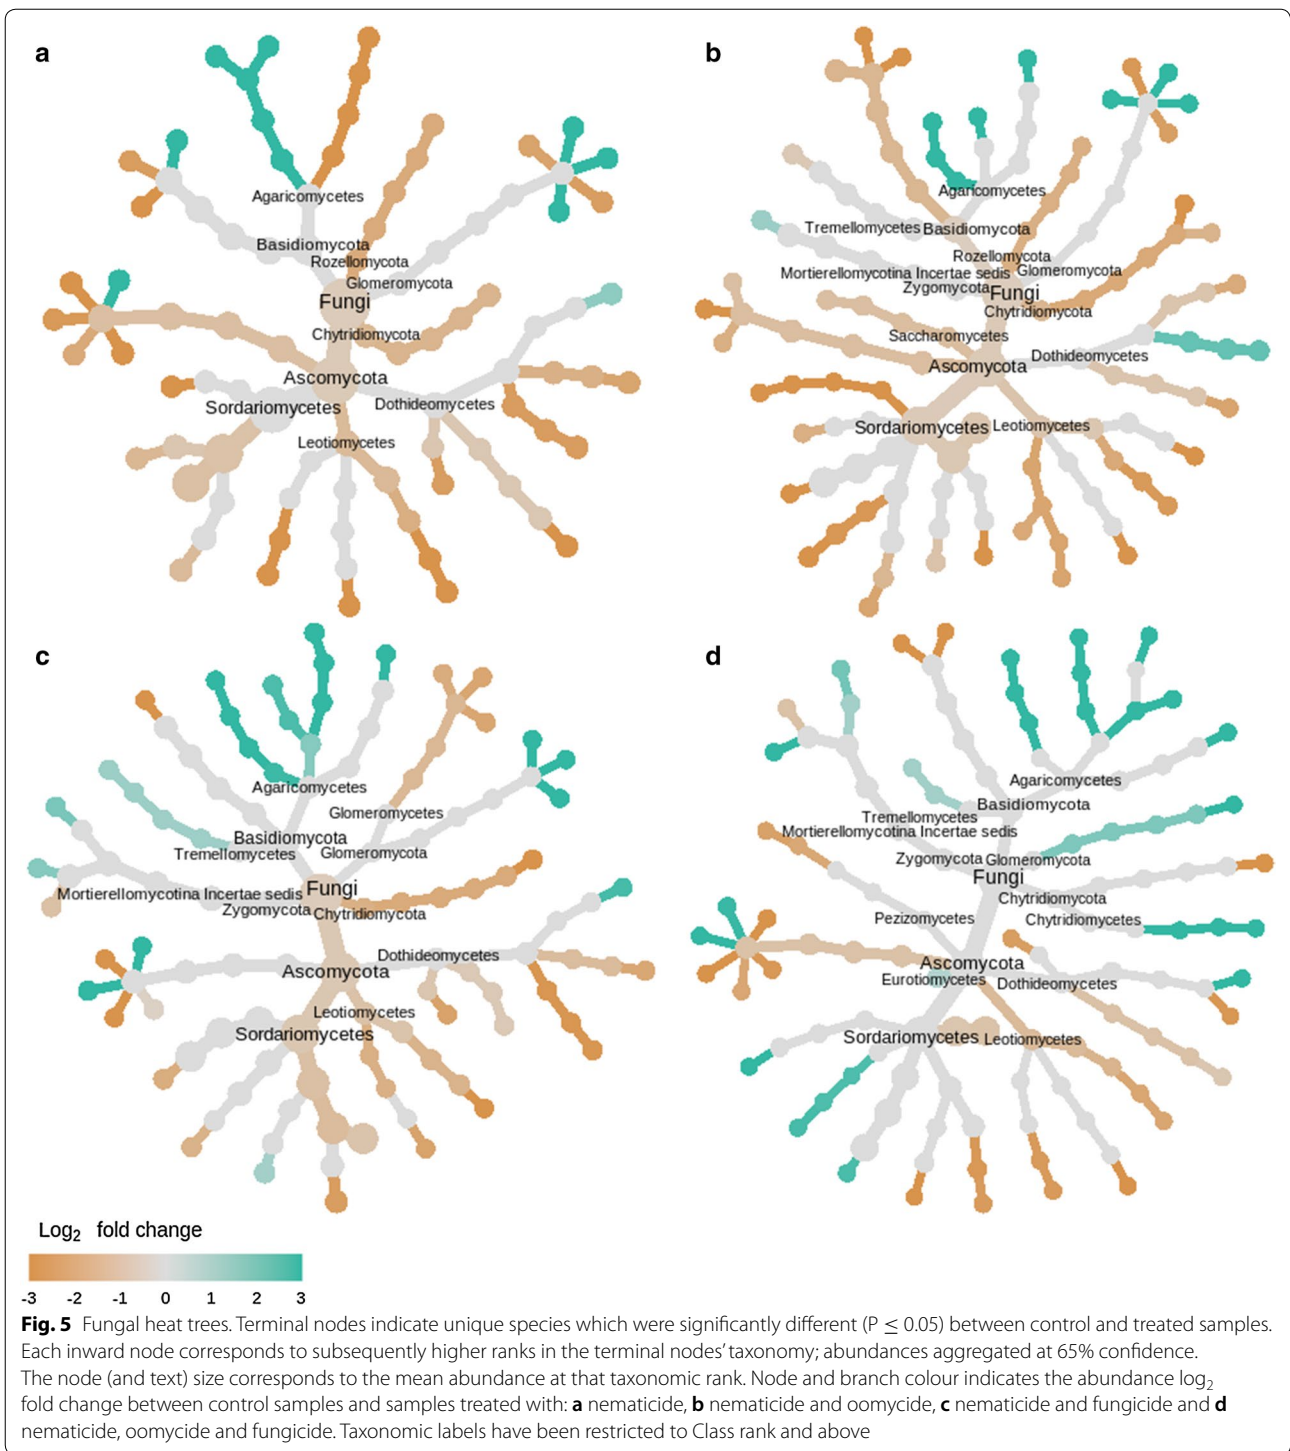 a
Agaricomycetes
Basidiomycota
Rozellomycota
Glomeromycota
Fungi
Chytridiomycota
Ascomycota
Sordariomycetes
Dothideomycetes
Leotiomycetes
b
Agaricomycetes
Tremellomycetes
Basidiomycota
Rozellomycota
Mortierellomycotina Incertae sedis
Glomeromycota
Zygomycota
Fungi
Chytridiomycota
Saccharomycetes
Dothideomycetes
Ascomycota
Sordariomycetes
Leotiomycetes
c
Agaricomycetes
Glomeromycetes
Basidiomycota
Tremellomycetes
Glomeromycota
Fungi
Mortierellomycotina Incertae sedis
Zygomycota
Chytridiomycota
Dothideomycetes
Ascomycota
Leotiomycetes
Sordariomycetes
d
Agaricomycetes
Basidiomycota
Tremellomycetes
Mortierellomycotina Incertae sedis
Zygomycota
Glomeromycota
Fungi
Chytridiomycota
Pezizomycetes
Chytridiomycetes
Ascomycota
Eurotiomycetes
Dothideomycetes
Sordariomycetes
Leotiomycetes
Log₂ fold change
-3 -2 -1 0 1 2 3
Fig. 5 Fungal heat trees. Terminal nodes indicate unique species which were significantly different (P ≤ 0.05) between control and treated samples.
Each inward node corresponds to subsequently higher ranks in the terminal nodes' taxonomy; abundances aggregated at 65% confidence.
The node (and text) size corresponds to the mean abundance at that taxonomic rank. Node and branch colour indicates the abundance log₂
fold change between control samples and samples treated with: a nematicide, b nematicide and oomycide, c nematicide and fungicide and d
nematicide, oomycide and fungicide. Taxonomic labels have been restricted to Class rank and above